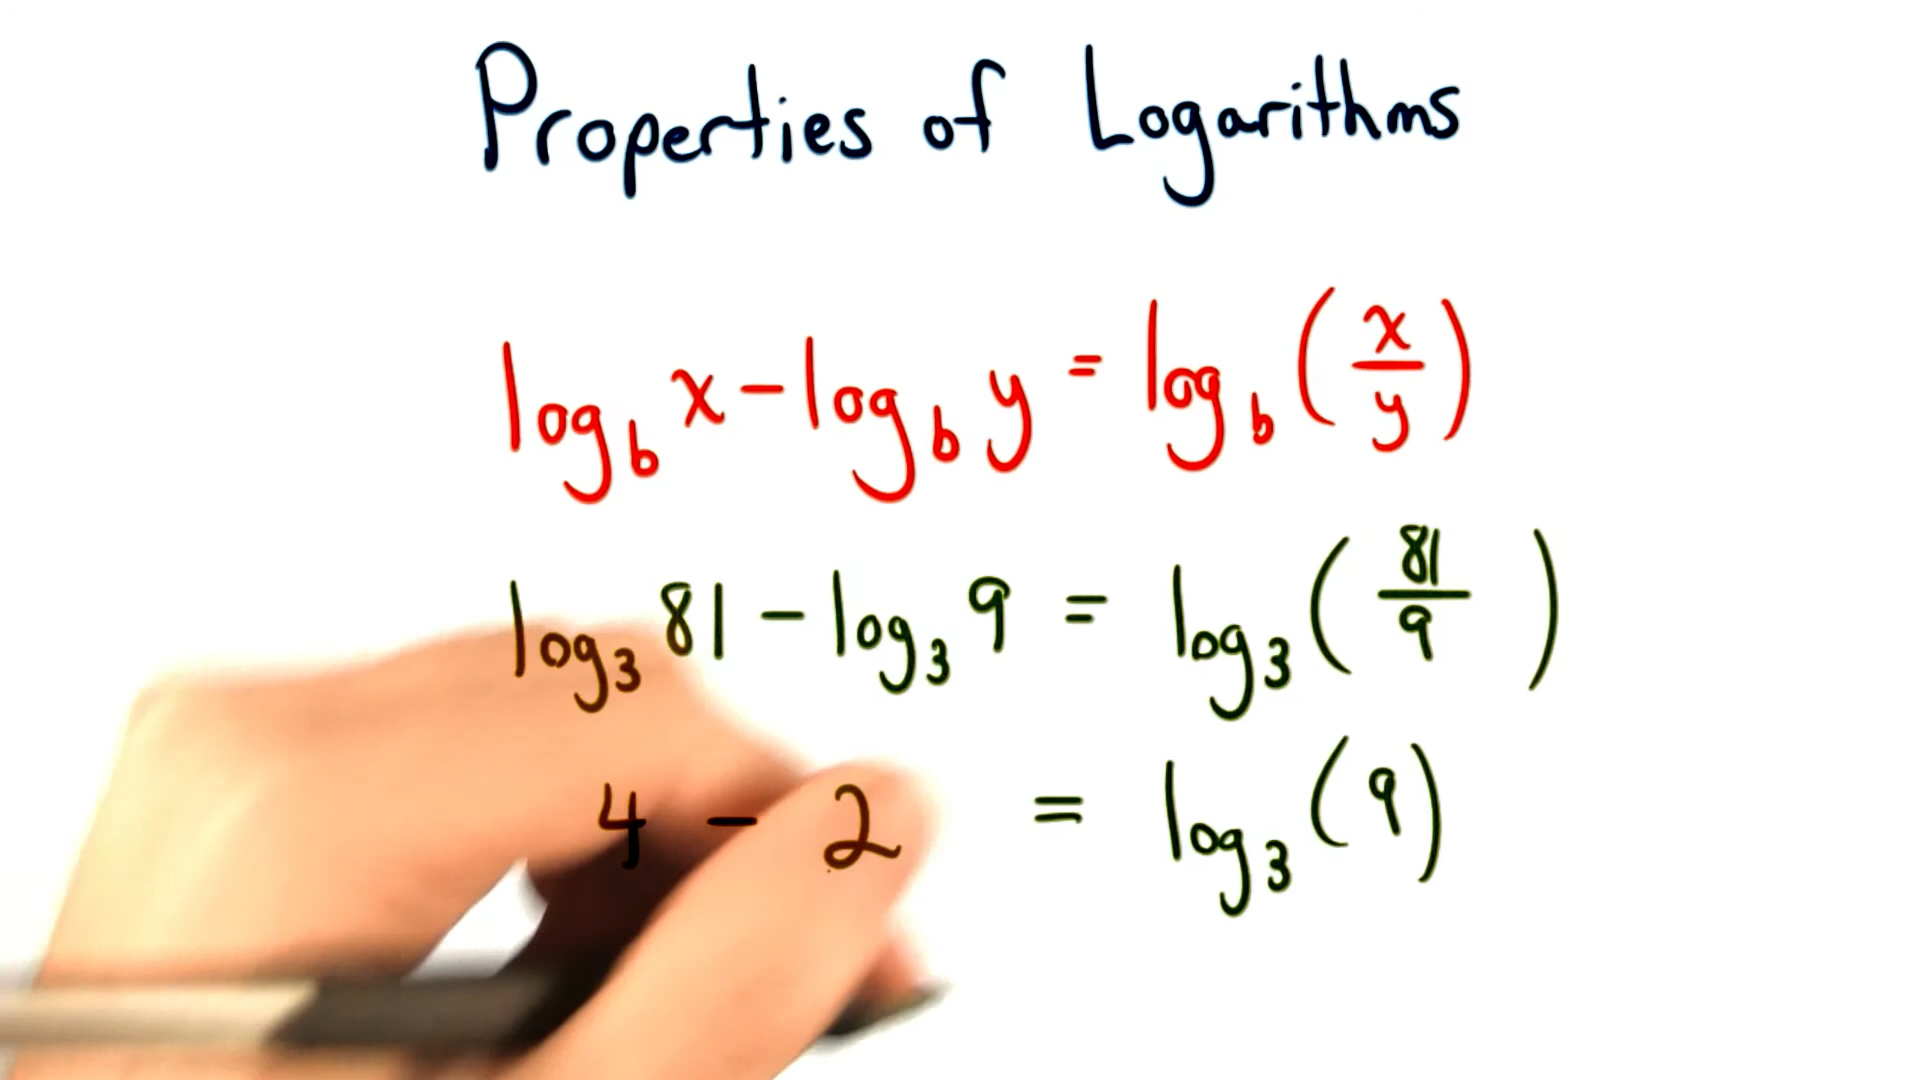 Properties of Logarithms
log_b x - log_b y = log_b (x/y)
log_3 81 - log_3 9 = log_3 (81/9)
4 - 2 = log_3 (9)